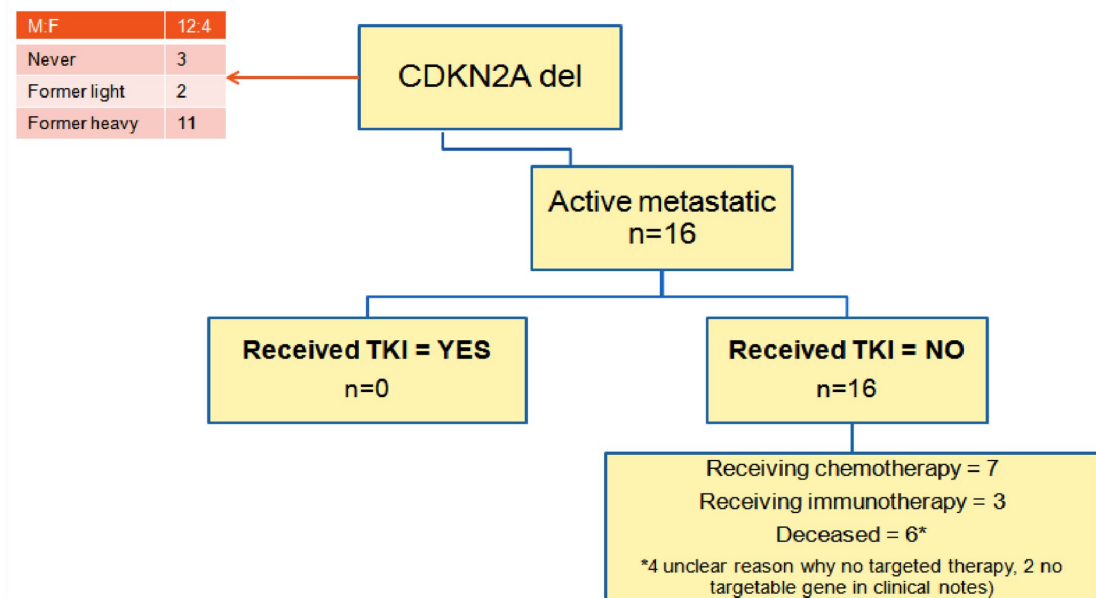 M:F 12:4
Never 3
Former light 2
Former heavy 11
CDKN2A del
Active metastatic
n=16
Received TKI = YES
n=0
Received TKI = NO
n=16
Receiving chemotherapy = 7
Receiving immunotherapy = 3
Deceased = 6*
*4 unclear reason why no targeted therapy, 2 no
targetable gene in clinical notes)